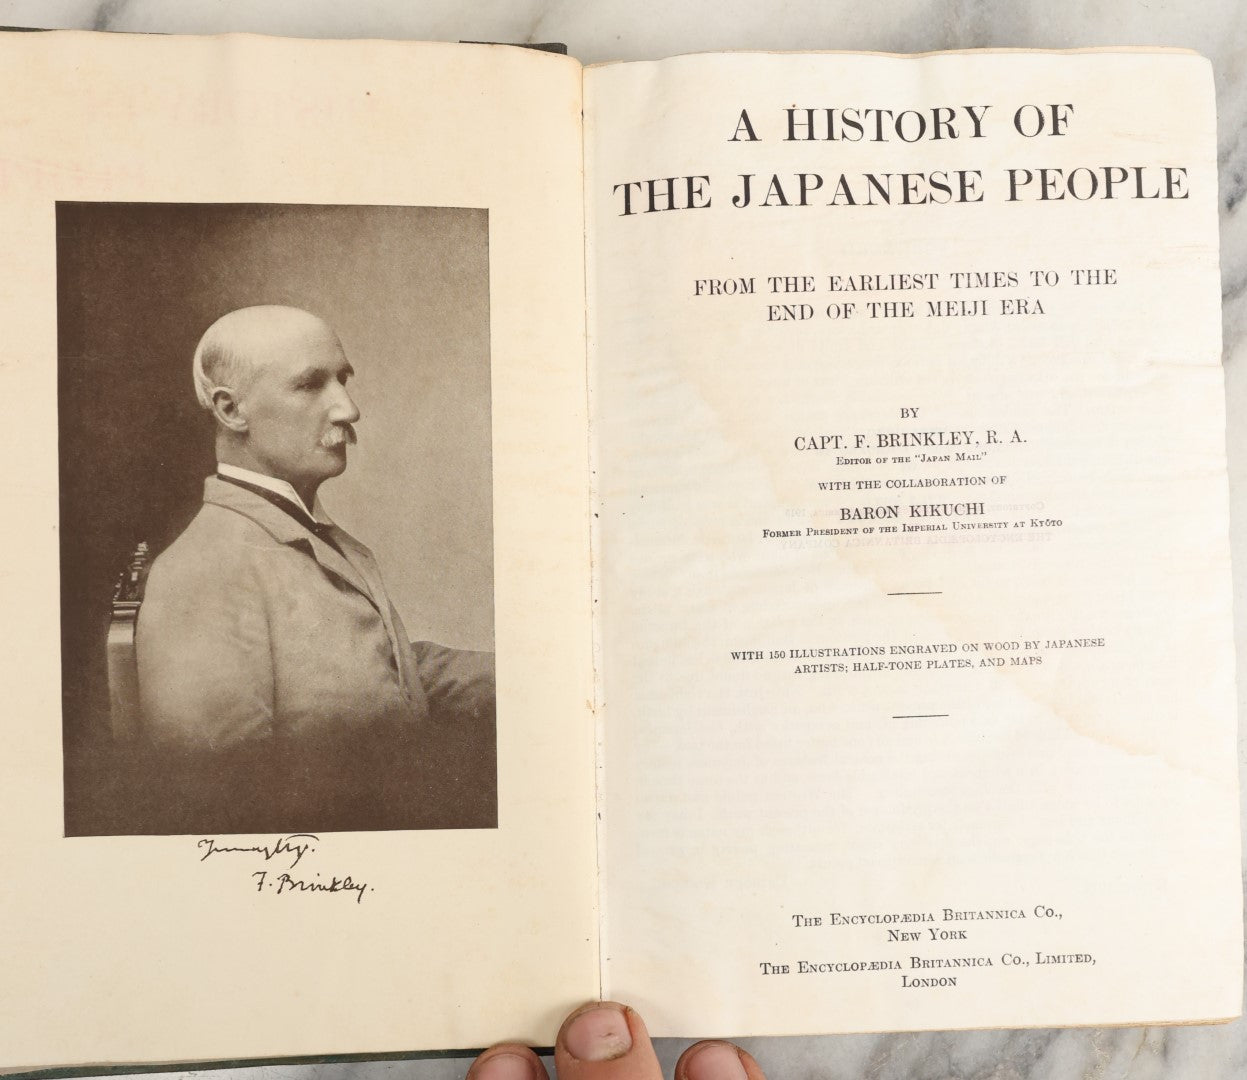 F. Brinkley.
A HISTORY OF
THE JAPANESE PEOPLE
FROM THE EARLIEST TIMES TO THE
END OF THE MEIJI ERA
BY
CAPT. F. BRINKLEY, R. A.
EDITOR OF THE "JAPAN MAIL"
WITH THE COLLABORATION OF
BARON KIKUCHI
FORMER PRESIDENT OF THE IMPERIAL UNIVERSITY AT KYŌTO
WITH 150 ILLUSTRATIONS ENGRAVED ON WOOD BY JAPANESE
ARTISTS; HALF-TONE PLATES, AND MAPS
THE ENCYCLOPÆDIA BRITANNICA CO.,
NEW YORK
THE ENCYCLOPÆDIA BRITANNICA CO., LIMITED,
LONDON